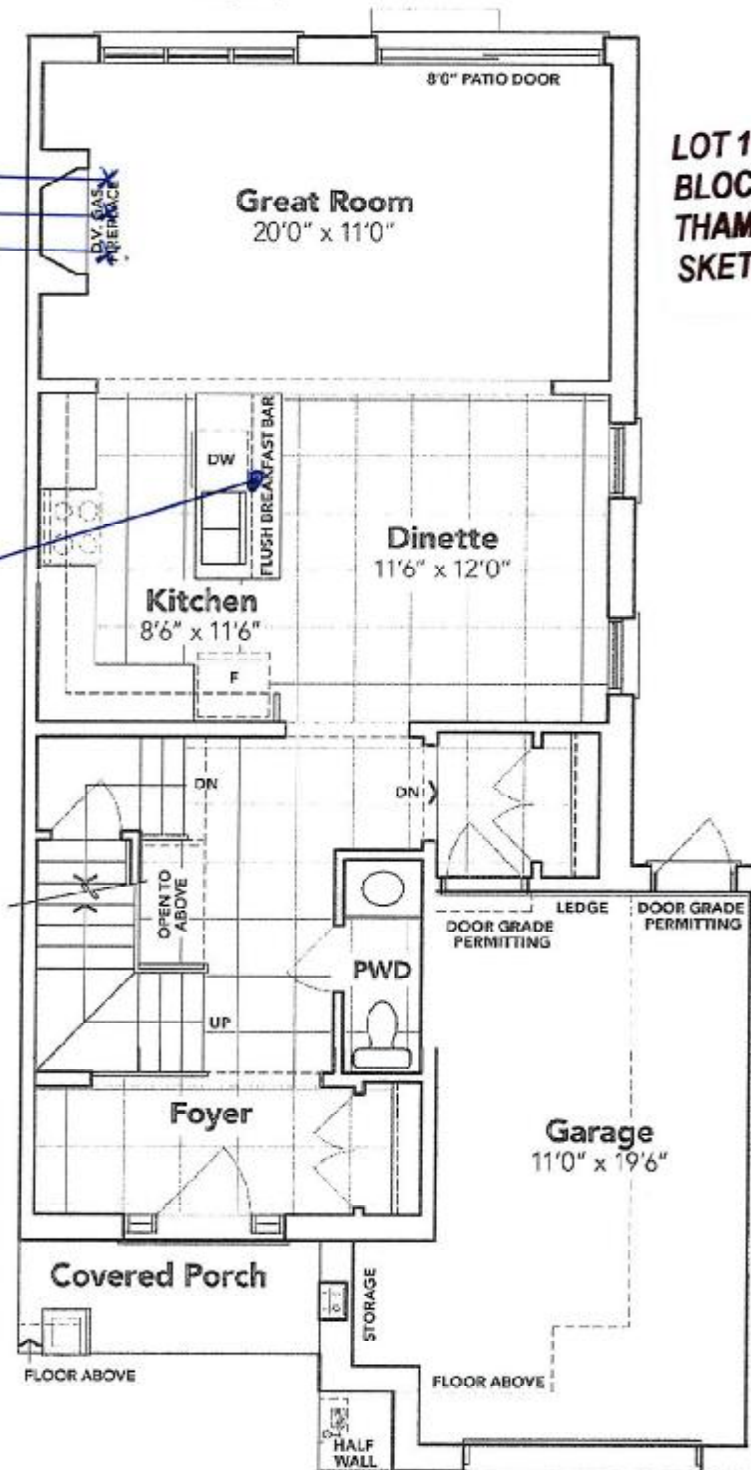 8'0" PATIO DOOR
LOT 1
BLOC
THAM
SKET
D.V. GAS
FIREPLACE
Great Room
20'0" x 11'0"
DW
FLUSH BREAKFAST BAR
Dinette
11'6" x 12'0"
Kitchen
8'6" x 11'6"
F
DN
DN
OPEN TO
ABOVE
LEDGE
DOOR GRADE
PERMITTING
DOOR GRADE
PERMITTING
PWD
UP
Foyer
Garage
11'0" x 19'6"
Covered Porch
STORAGE
FLOOR ABOVE
FLOOR ABOVE
HALF
WALL